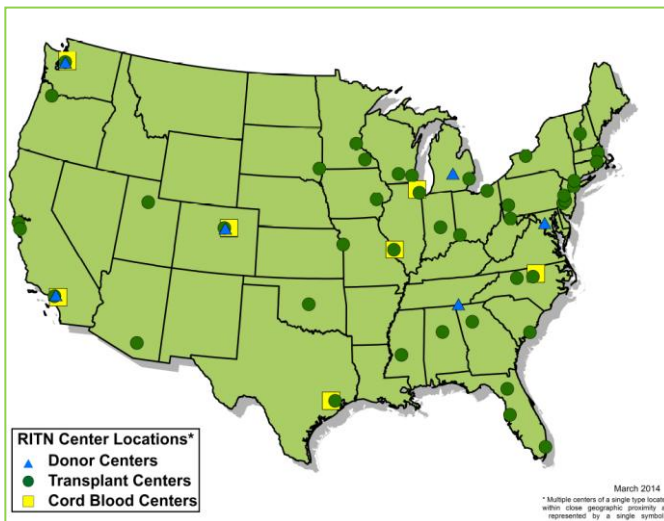 RITN Center Locations*
Donor Centers
Transplant Centers
Cord Blood Centers
March 2014
* Multiple centers of a single type locate
within close geographic proximity a
represented by a single symbol